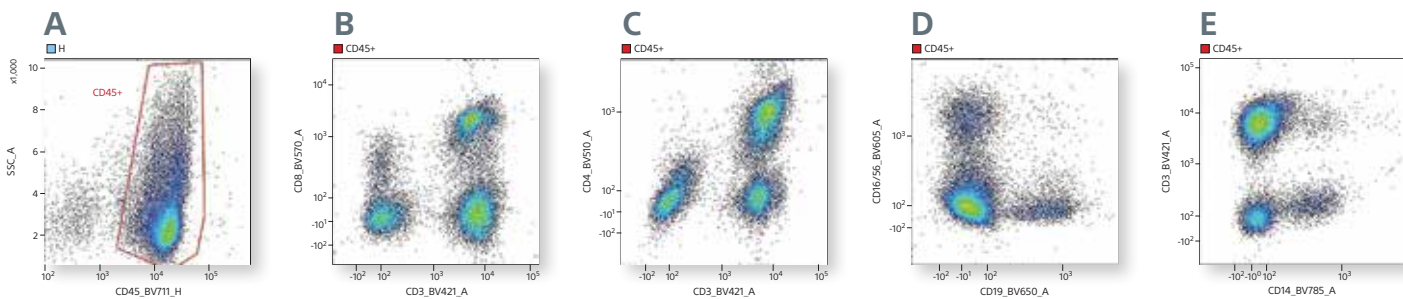 A
B
C
D
E
H
CD45+
CD45+
CD45+
CD45+
x1,000
10
8
6
4
2
SSC_A
CD45+
10²
10³
10⁴
10⁵
CD45_BV711_H
10⁴
10³
10²
-10¹
-10²
CD8_BV570_A
-10²
10²
10³
10⁴
10⁵
CD3_BV421_A
10³
10²
-10¹
-10²
CD4_BV510_A
-10²
10²
10³
10⁴
10⁵
CD3_BV421_A
10³
10²
-10²
CD16/56_BV605_A
-10²
-10¹
10²
10³
CD19_BV650_A
10⁵
10⁴
10³
10²
-10²
CD3_BV421_A
-10²
-10⁰
10²
10³
CD14_BV785_A